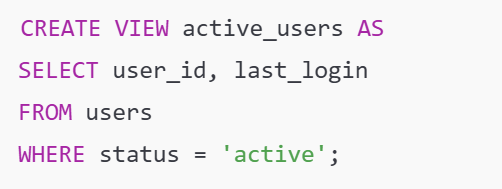 CREATE VIEW active_users AS
SELECT user_id, last_login
FROM users
WHERE status = 'active';